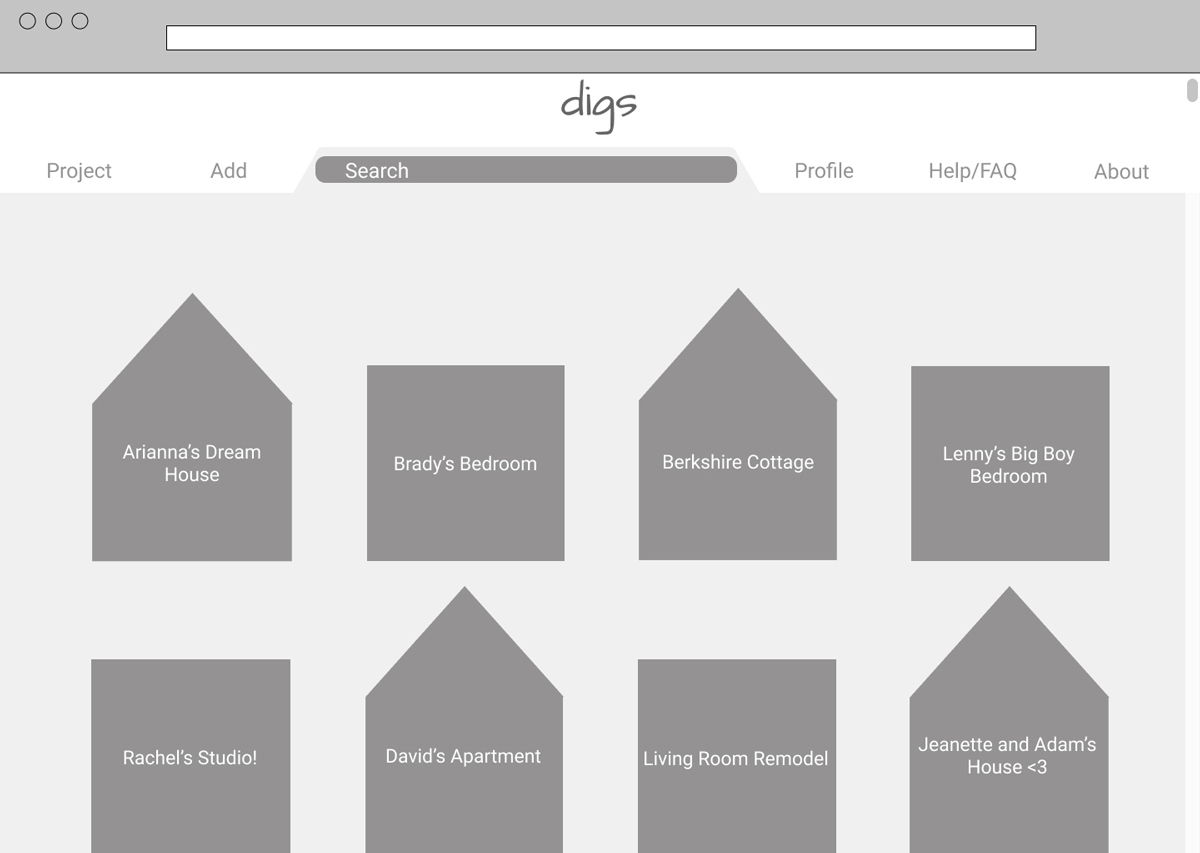 digs
Project
Add
Search
Profile
Help/FAQ
About
Arianna’s Dream
House
Brady’s Bedroom
Berkshire Cottage
Lenny’s Big Boy
Bedroom
Rachel’s Studio!
David’s Apartment
Living Room Remodel
Jeanette and Adam’s
House <3